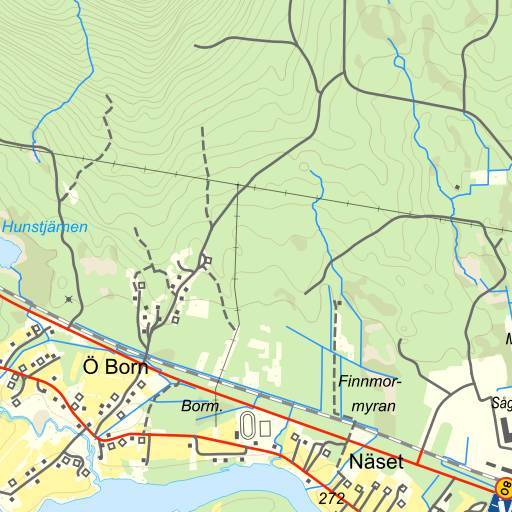 Hunstjärnen
Ö Born
Finnmor-
myran
Borm.
Näset
272
Såg